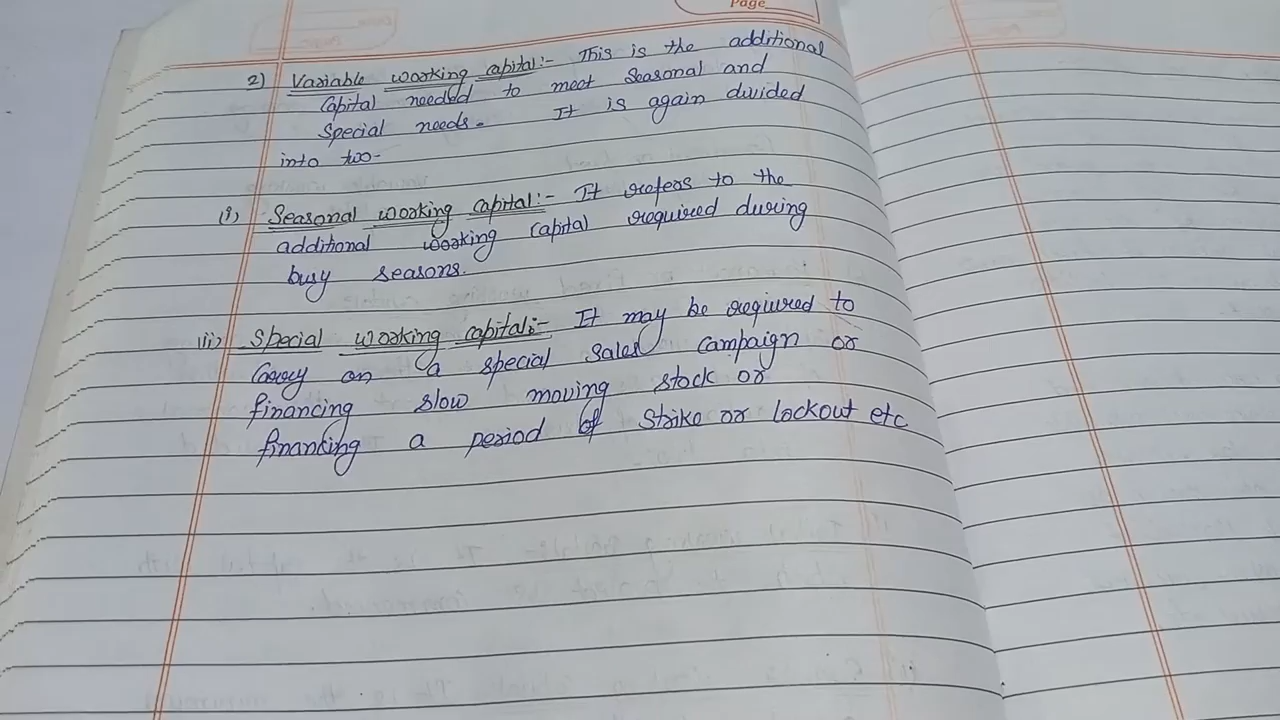 Page
2) Variable working capital:- This is the additional
Capital needed to meet Seasonal and
Special needs. It is again divided
into two-
(i) Seasonal working capital:- It refers to the
additional working Capital required during
busy seasons.
(ii) Special working capital:- It may be reqiured to
Carry on a special sales campaign or
financing slow moving stock or
financing a period of strike or lockout etc